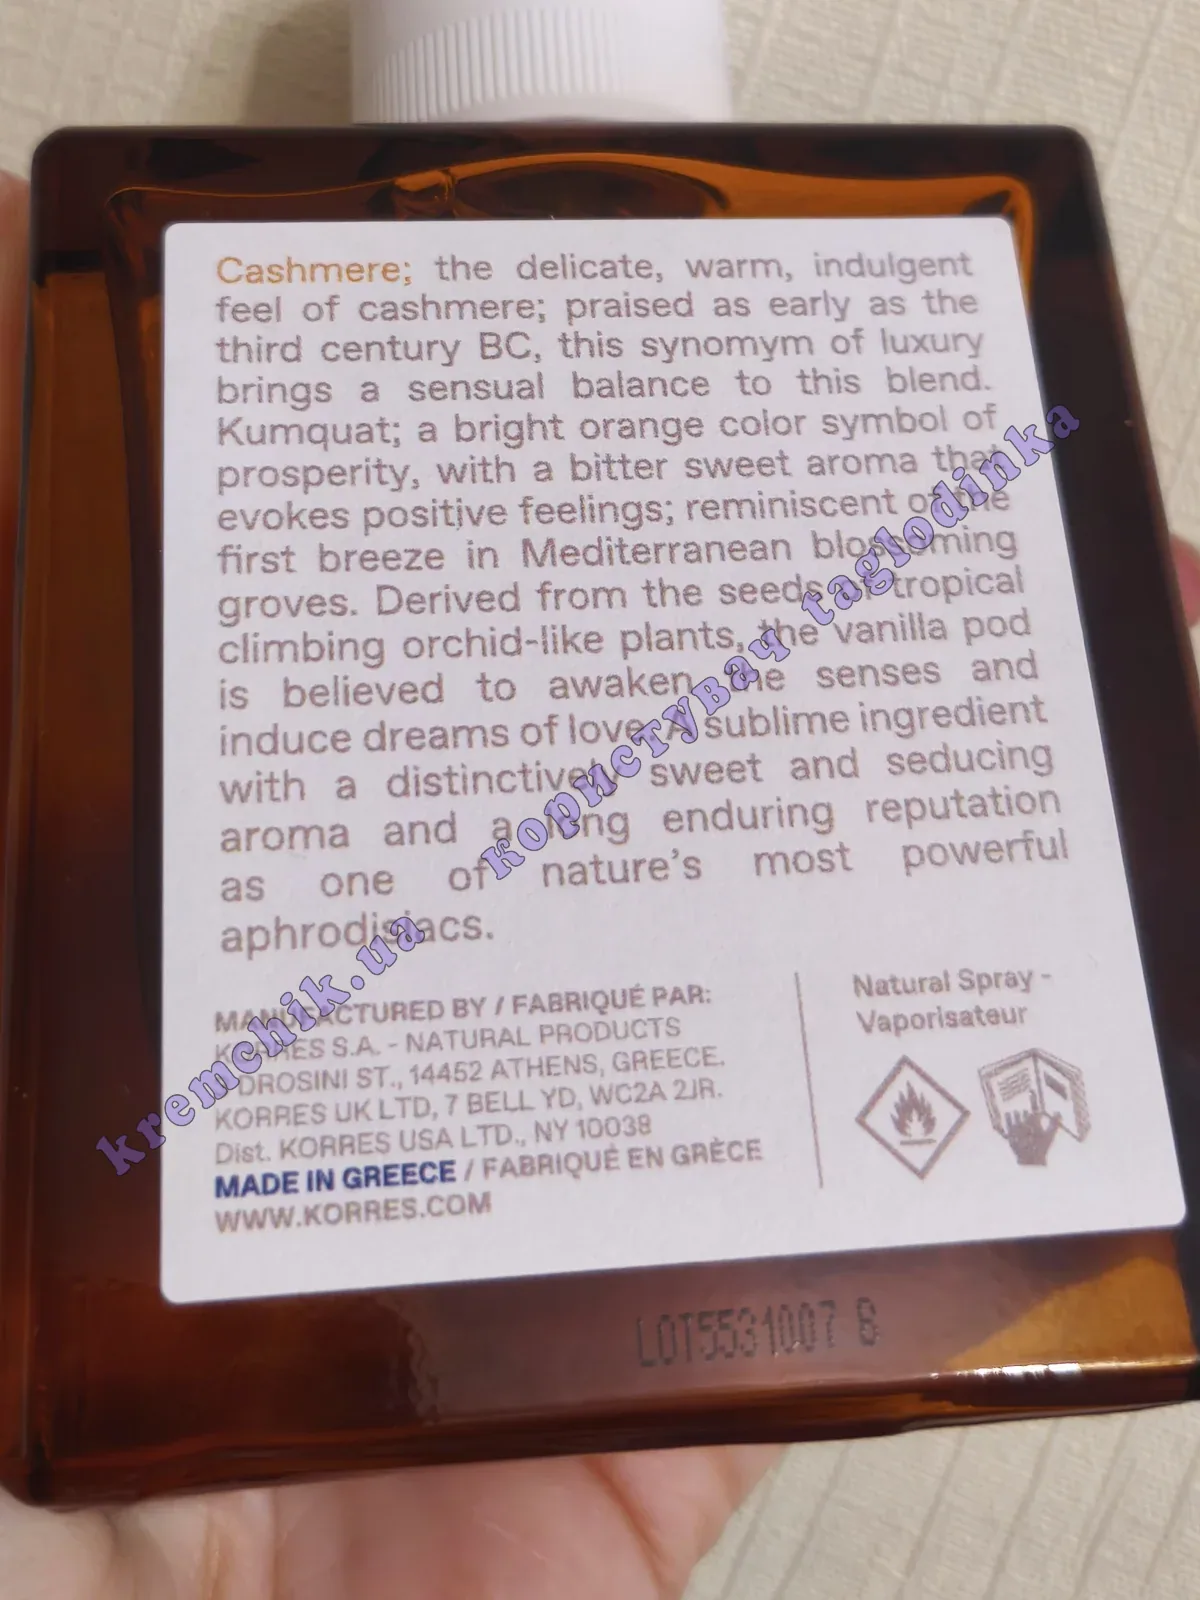 Cashmere; the delicate, warm, indulgent
feel of cashmere; praised as early as the
third century BC, this synomym of luxury
brings a sensual balance to this blend.
Kumquat; a bright orange color symbol of
prosperity, with a bitter sweet aroma that
evokes positive feelings; reminiscent of the
first breeze in Mediterranean blossoming
groves. Derived from the seeds of tropical
climbing orchid-like plants, the vanilla pod
is believed to awaken the senses and
induce dreams of love. A sublime ingredient
with a distinctively sweet and seducing
aroma and a long enduring reputation
as one of nature's most powerful
aphrodisiacs.
MANUFACTURED BY / FABRIQUÉ PAR:
KORRES S.A. - NATURAL PRODUCTS
DROSINI ST., 14452 ATHENS, GREECE.
KORRES UK LTD, 7 BELL YD, WC2A 2JR.
Dist. KORRES USA LTD., NY 10038
MADE IN GREECE / FABRIQUÉ EN GRÈCE
WWW.KORRES.COM
Natural Spray -
Vaporisateur
LOT5531007 B
kremchik.ua користувач taglodinka